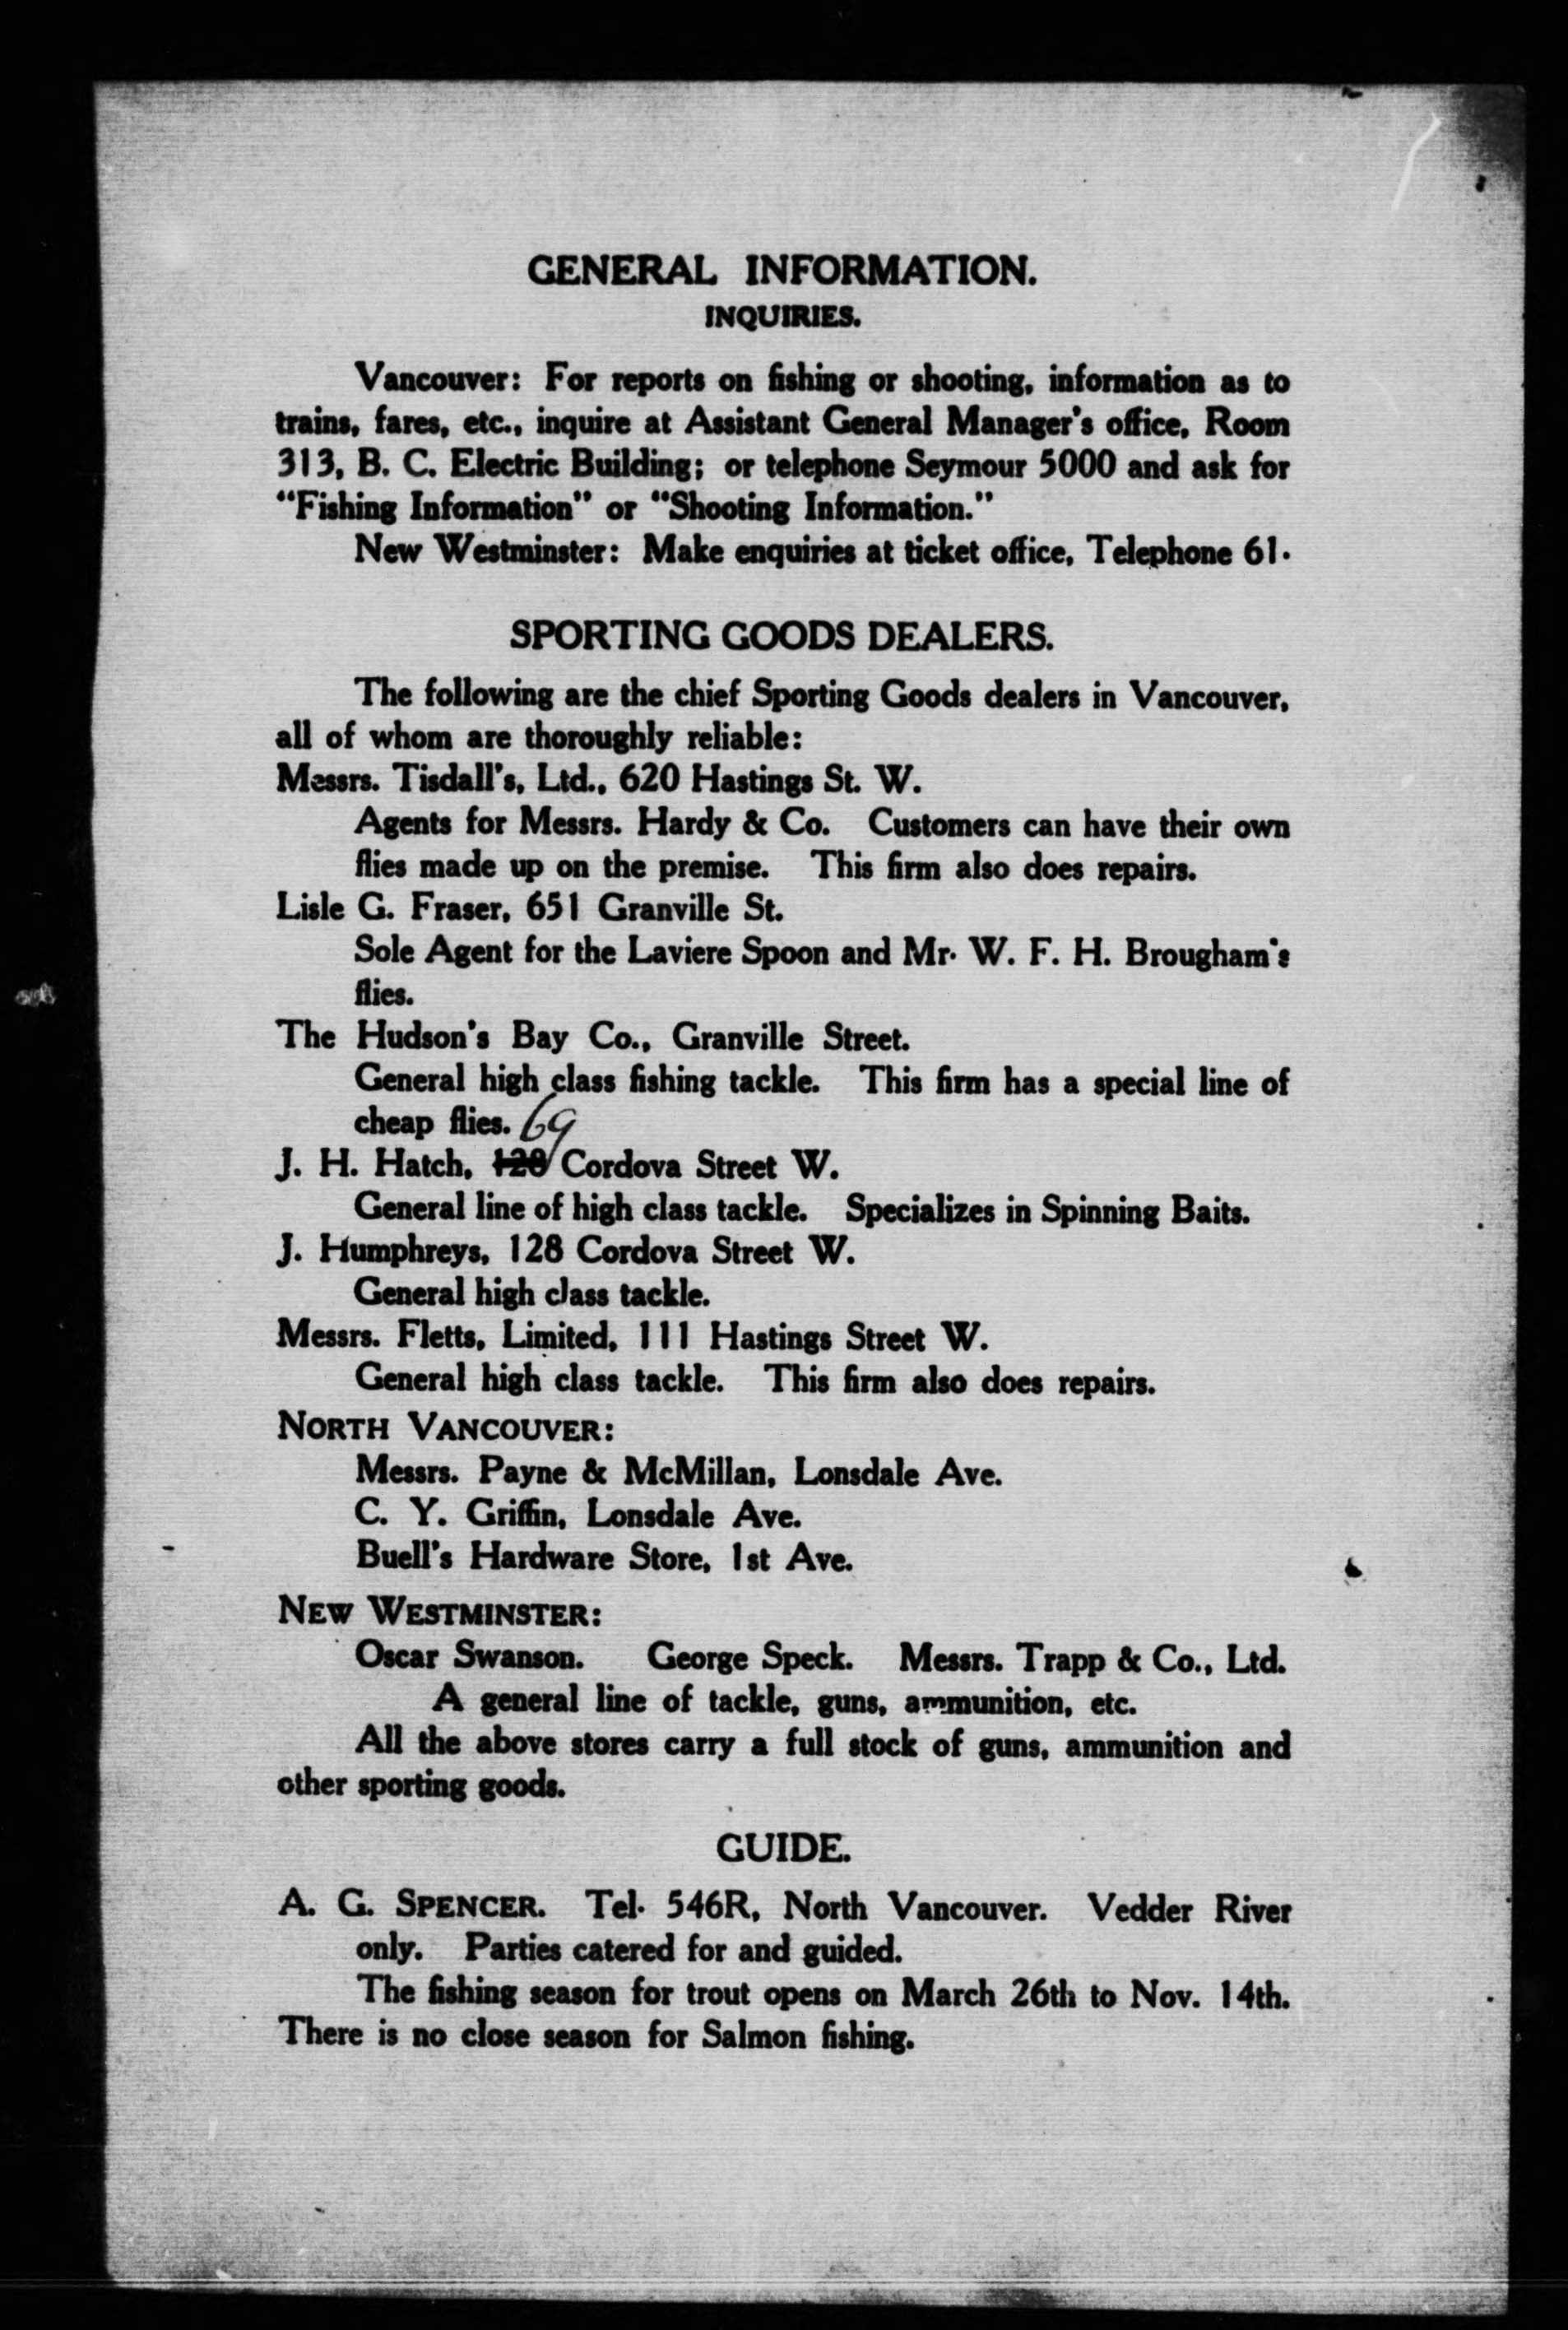 GENERAL INFORMATION.
INQUIRIES.
Vancouver: For reports on fishing or shooting, information as to
trains, fares, etc., inquire at Assistant General Manager's office, Room
313, B. C. Electric Building; or telephone Seymour 5000 and ask for
"Fishing Information" or "Shooting Information."
New Westminster: Make enquiries at ticket office, Telephone 61.
SPORTING GOODS DEALERS.
The following are the chief Sporting Goods dealers in Vancouver,
all of whom are thoroughly reliable:
Messrs. Tisdall's, Ltd., 620 Hastings St. W.
Agents for Messrs. Hardy & Co. Customers can have their own
flies made up on the premise. This firm also does repairs.
Lisle G. Fraser, 651 Granville St.
Sole Agent for the Laviere Spoon and Mr. W. F. H. Brougham's
flies.
The Hudson's Bay Co., Granville Street.
General high class fishing tackle. This firm has a special line of
cheap flies. 69
J. H. Hatch, 128 Cordova Street W.
General line of high class tackle. Specializes in Spinning Baits.
J. Humphreys, 128 Cordova Street W.
General high class tackle.
Messrs. Fletts, Limited, 111 Hastings Street W.
General high class tackle. This firm also does repairs.
NORTH VANCOUVER:
Messrs. Payne & McMillan, Lonsdale Ave.
C. Y. Griffin, Lonsdale Ave.
Buell's Hardware Store, 1st Ave.
NEW WESTMINSTER:
Oscar Swanson. George Speck. Messrs. Trapp & Co., Ltd.
A general line of tackle, guns, ammunition, etc.
All the above stores carry a full stock of guns, ammunition and
other sporting goods.
GUIDE.
A. G. SPENCER. Tel. 546R, North Vancouver. Vedder River
only. Parties catered for and guided.
The fishing season for trout opens on March 26th to Nov. 14th.
There is no close season for Salmon fishing.